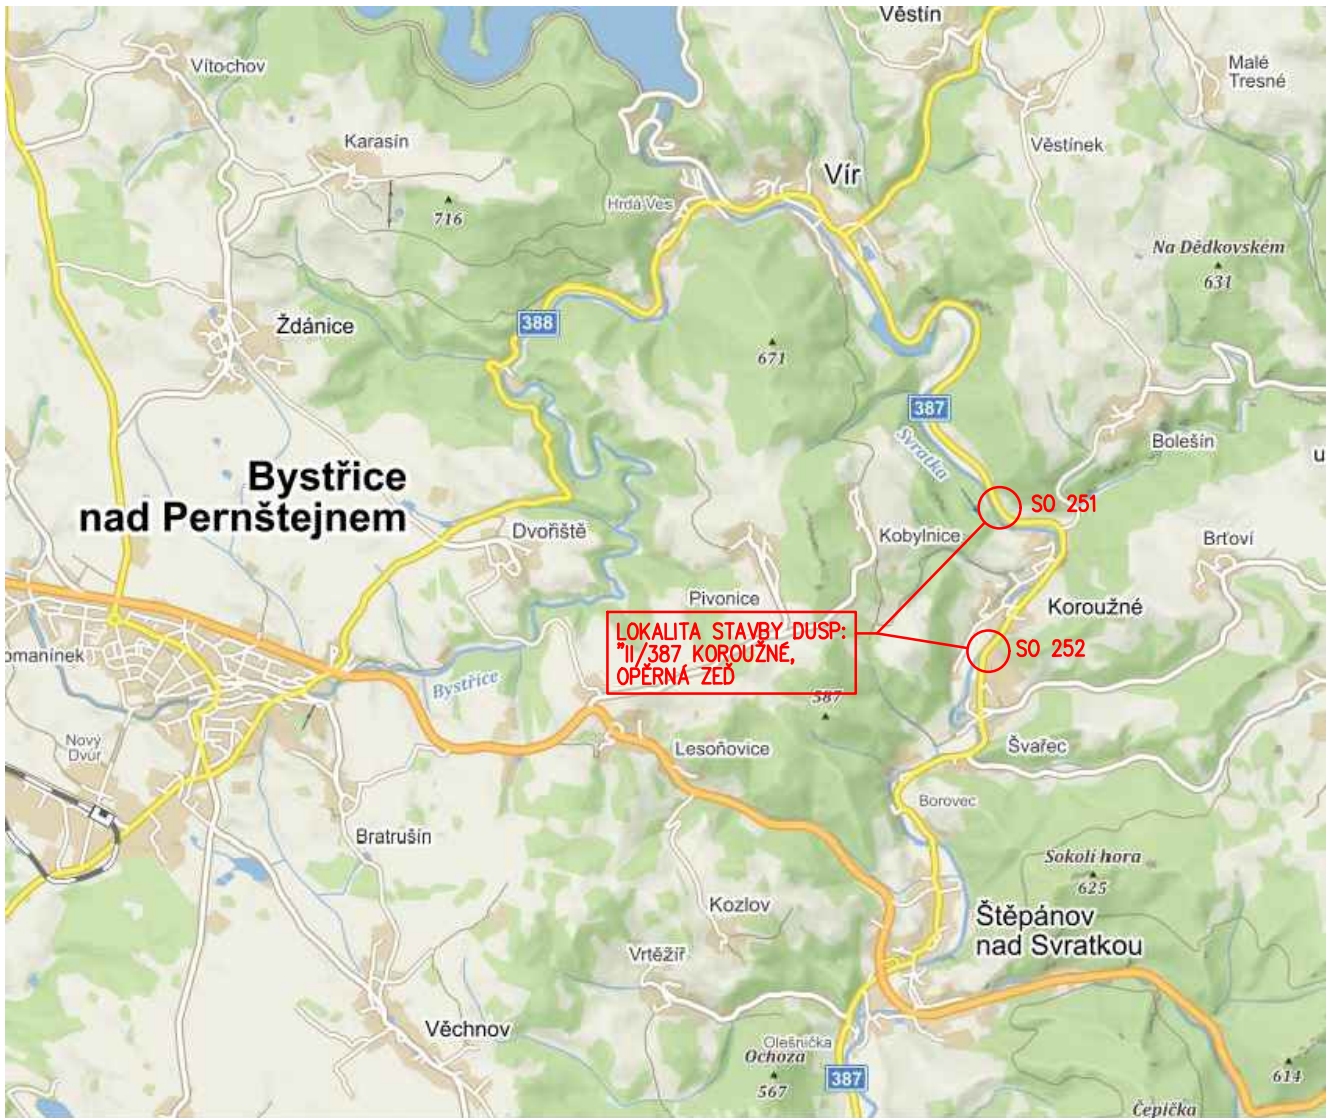 Věstín
Vítochov
Malé
Tresné
Karasín
Věstínek
Vír
Hrdá Ves
716
Na Dědkovském
631
388
Ždánice
671
387
Svratka
Bolešín
u
Bystřice
nad Pernštejnem
SO 251
Dvořiště
Kobylnice
Brťoví
Pivonice
Koroužné
LOKALITA STAVBY DUSP:
"II/387 KOROUŽNÉ,
OPĚRNÁ ZEĎ
SO 252
omanínek
Bystřice
587
Nový
Dvůr
Lesoňovice
Švařec
Borovec
Bratrušín
Sokolí hora
625
Kozlov
Štěpánov
nad Svratkou
Vrtěžíř
Věchnov
Olešnička
Ochoza
567
387
614
Čepička